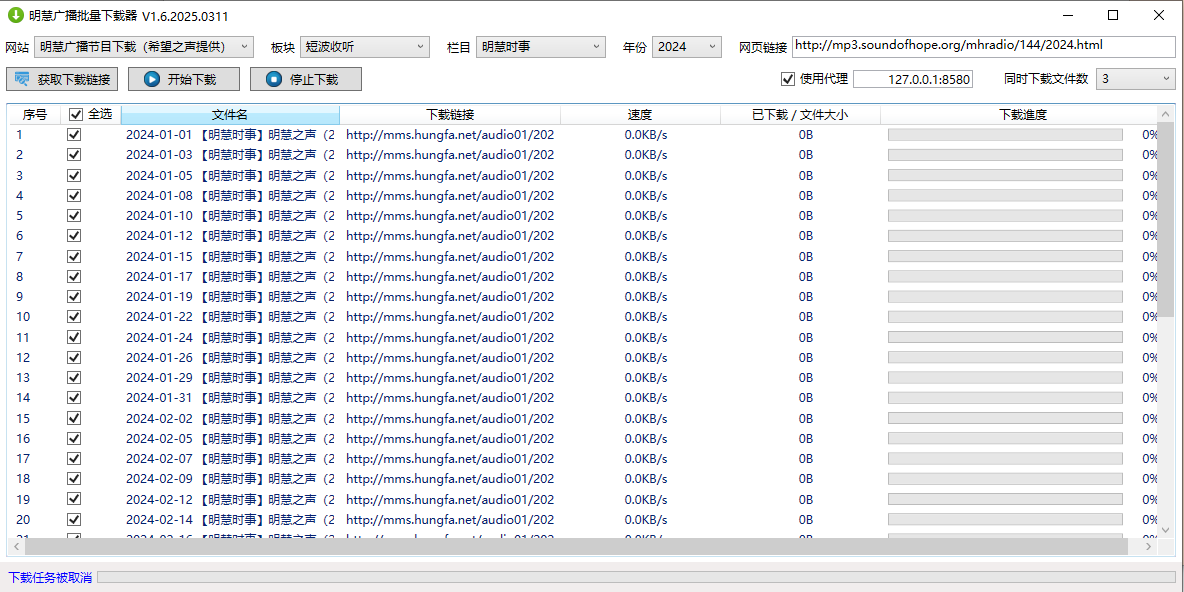 明慧广播批量下载器 V1.6.2025.0311
网站 明慧广播节目下载（希望之声提供） 板块 短波收听 栏目 明慧时事 年份 2024 网页链接 http://mp3.soundofhope.org/mhradio/144/2024.html
获取下载链接 开始下载 停止下载 使用代理 127.0.0.1:8580 同时下载文件数 3
序号 全选 文件名 下载链接 速度 已下载 / 文件大小 下载進度
1 2024-01-01 【明慧时事】明慧之声（2 http://mms.hungfa.net/audio01/202 0.0KB/s 0B 0%
2 2024-01-03 【明慧时事】明慧之声（2 http://mms.hungfa.net/audio01/202 0.0KB/s 0B 0%
3 2024-01-05 【明慧时事】明慧之声（2 http://mms.hungfa.net/audio01/202 0.0KB/s 0B 0%
4 2024-01-08 【明慧时事】明慧之声（2 http://mms.hungfa.net/audio01/202 0.0KB/s 0B 0%
5 2024-01-10 【明慧时事】明慧之声（2 http://mms.hungfa.net/audio01/202 0.0KB/s 0B 0%
6 2024-01-12 【明慧时事】明慧之声（2 http://mms.hungfa.net/audio01/202 0.0KB/s 0B 0%
7 2024-01-15 【明慧时事】明慧之声（2 http://mms.hungfa.net/audio01/202 0.0KB/s 0B 0%
8 2024-01-17 【明慧时事】明慧之声（2 http://mms.hungfa.net/audio01/202 0.0KB/s 0B 0%
9 2024-01-19 【明慧时事】明慧之声（2 http://mms.hungfa.net/audio01/202 0.0KB/s 0B 0%
10 2024-01-22 【明慧时事】明慧之声（2 http://mms.hungfa.net/audio01/202 0.0KB/s 0B 0%
11 2024-01-24 【明慧时事】明慧之声（2 http://mms.hungfa.net/audio01/202 0.0KB/s 0B 0%
12 2024-01-26 【明慧时事】明慧之声（2 http://mms.hungfa.net/audio01/202 0.0KB/s 0B 0%
13 2024-01-29 【明慧时事】明慧之声（2 http://mms.hungfa.net/audio01/202 0.0KB/s 0B 0%
14 2024-01-31 【明慧时事】明慧之声（2 http://mms.hungfa.net/audio01/202 0.0KB/s 0B 0%
15 2024-02-02 【明慧时事】明慧之声（2 http://mms.hungfa.net/audio01/202 0.0KB/s 0B 0%
16 2024-02-05 【明慧时事】明慧之声（2 http://mms.hungfa.net/audio01/202 0.0KB/s 0B 0%
17 2024-02-07 【明慧时事】明慧之声（2 http://mms.hungfa.net/audio01/202 0.0KB/s 0B 0%
18 2024-02-09 【明慧时事】明慧之声（2 http://mms.hungfa.net/audio01/202 0.0KB/s 0B 0%
19 2024-02-12 【明慧时事】明慧之声（2 http://mms.hungfa.net/audio01/202 0.0KB/s 0B 0%
20 2024-02-14 【明慧时事】明慧之声（2 http://mms.hungfa.net/audio01/202 0.0KB/s 0B 0%
下载任务被取消